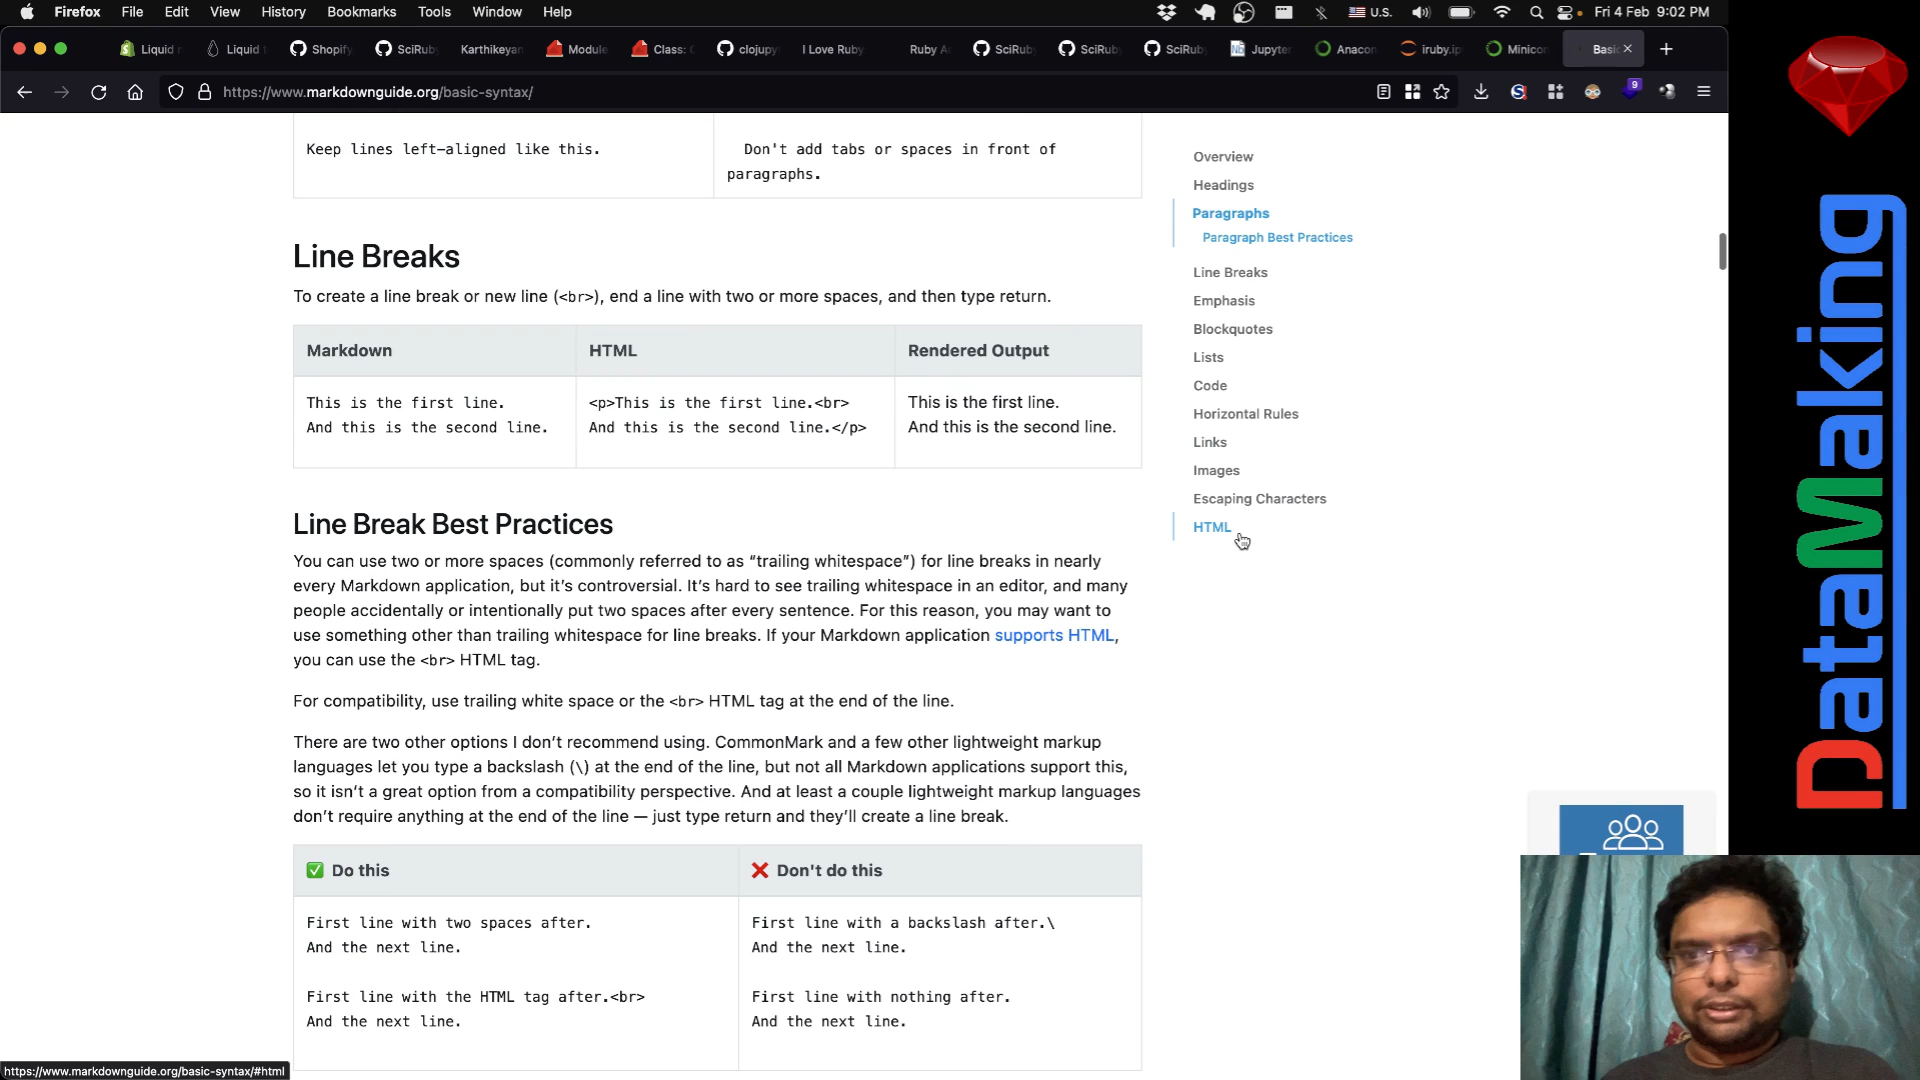 Firefox File Edit View History Bookmarks Tools Window Help
U.S. Fri 4 Feb 9:02 PM
Liquid Liquid Shopify SciRuby Karthikeyan Module Class: clojupy I Love Ruby Ruby SciRuby SciRub SciRub Jupyter Anacon iruby.ip Minicon Basic
https://www.markdownguide.org/basic-syntax/
9
Keep lines left-aligned like this.
Don't add tabs or spaces in front of
paragraphs.
Line Breaks
To create a line break or new line (<br>), end a line with two or more spaces, and then type return.
Markdown HTML Rendered Output
This is the first line.
And this is the second line.
<p>This is the first line.<br>
And this is the second line.</p>
This is the first line.
And this is the second line.
Line Break Best Practices
You can use two or more spaces (commonly referred to as “trailing whitespace”) for line breaks in nearly
every Markdown application, but it’s controversial. It’s hard to see trailing whitespace in an editor, and many
people accidentally or intentionally put two spaces after every sentence. For this reason, you may want to
use something other than trailing whitespace for line breaks. If your Markdown application supports HTML,
you can use the <br> HTML tag.
For compatibility, use trailing white space or the <br> HTML tag at the end of the line.
There are two other options I don’t recommend using. CommonMark and a few other lightweight markup
languages let you type a backslash (\) at the end of the line, but not all Markdown applications support this,
so it isn’t a great option from a compatibility perspective. And at least a couple lightweight markup languages
don’t require anything at the end of the line — just type return and they’ll create a line break.
✅ Do this ❌ Don't do this
First line with two spaces after.
And the next line.
First line with the HTML tag after.<br>
And the next line.
First line with a backslash after.\
And the next line.
First line with nothing after.
And the next line.
Overview
Headings
Paragraphs
Paragraph Best Practices
Line Breaks
Emphasis
Blockquotes
Lists
Code
Horizontal Rules
Links
Images
Escaping Characters
HTML
https://www.markdownguide.org/basic-syntax/#html
DataMaking